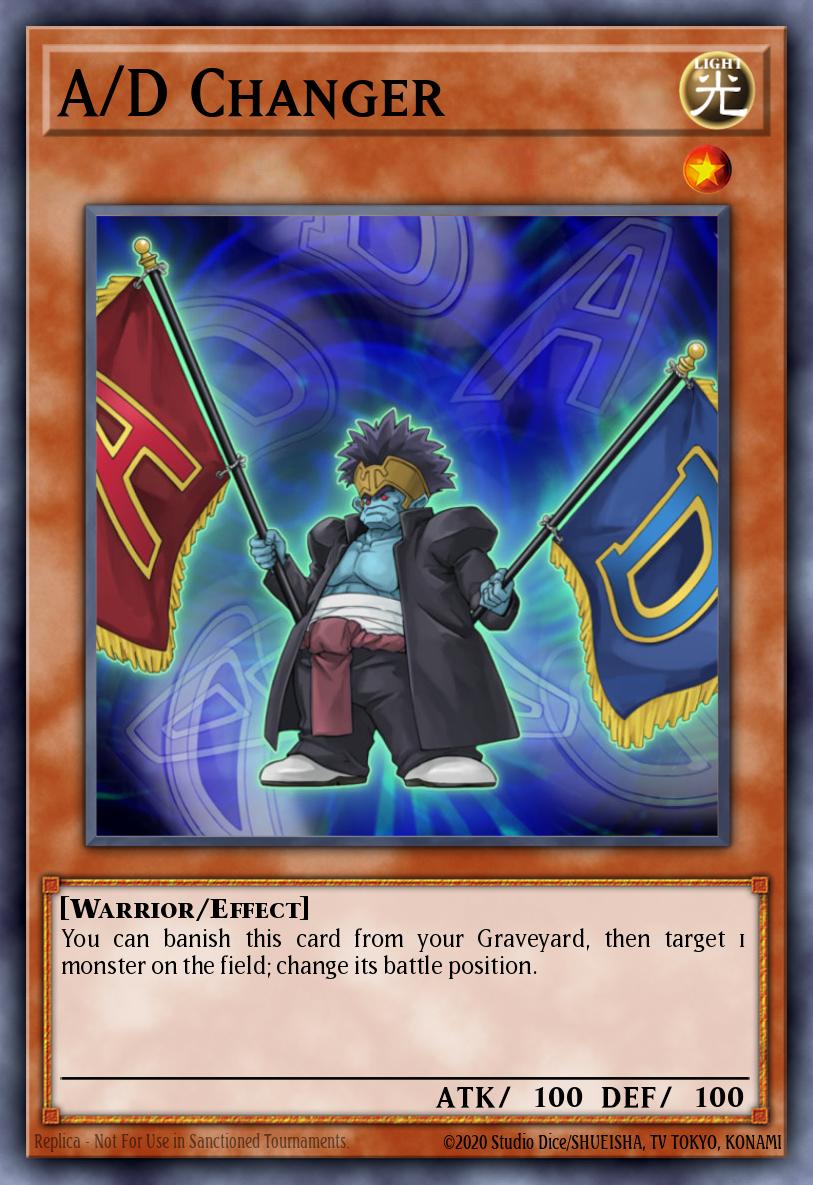 A/D Changer
LIGHT
光
A
D
[Warrior/Effect]
You can banish this card from your Graveyard, then target 1
monster on the field; change its battle position.
ATK/ 100 DEF/ 100
Replica - Not For Use in Sanctioned Tournaments.
©2020 Studio Dice/SHUEISHA, TV TOKYO, KONAMI